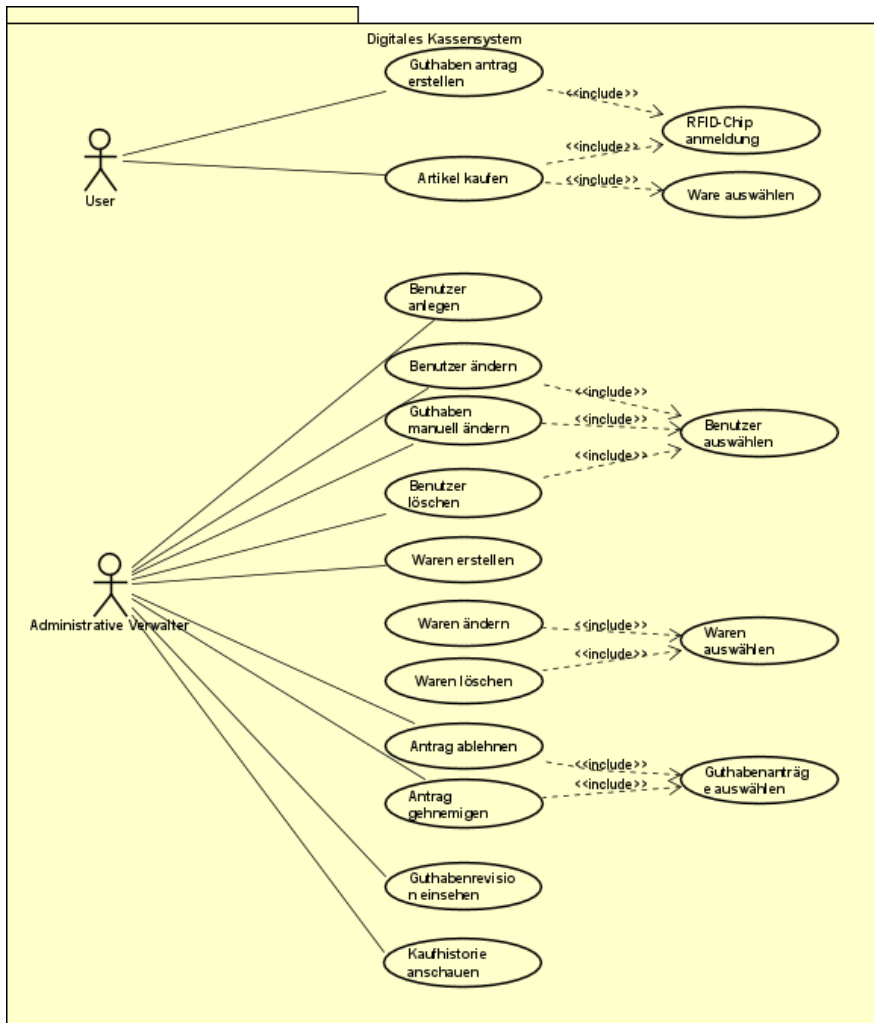 Digitales Kassensystem
Guthaben antrag
erstellen
<<include>>
RFID-Chip
anmeldung
<<include>>
Artikel kaufen
<<include>>
Ware auswählen
User
Benutzer
anlegen
Benutzer ändern
<<include>>
Guthaben
manuell ändern
<<include>>
Benutzer
auswählen
<<include>>
Benutzer
löschen
Waren erstellen
Administrative Verwalter
Waren ändern
<<include>>
Waren
auswählen
<<include>>
Waren löschen
Antrag ablehnen
<<include>>
Guthabenanträg
e auswählen
<<include>>
Antrag
gehnemigen
Guthabenrevisio
n einsehen
Kaufhistorie
anschauen